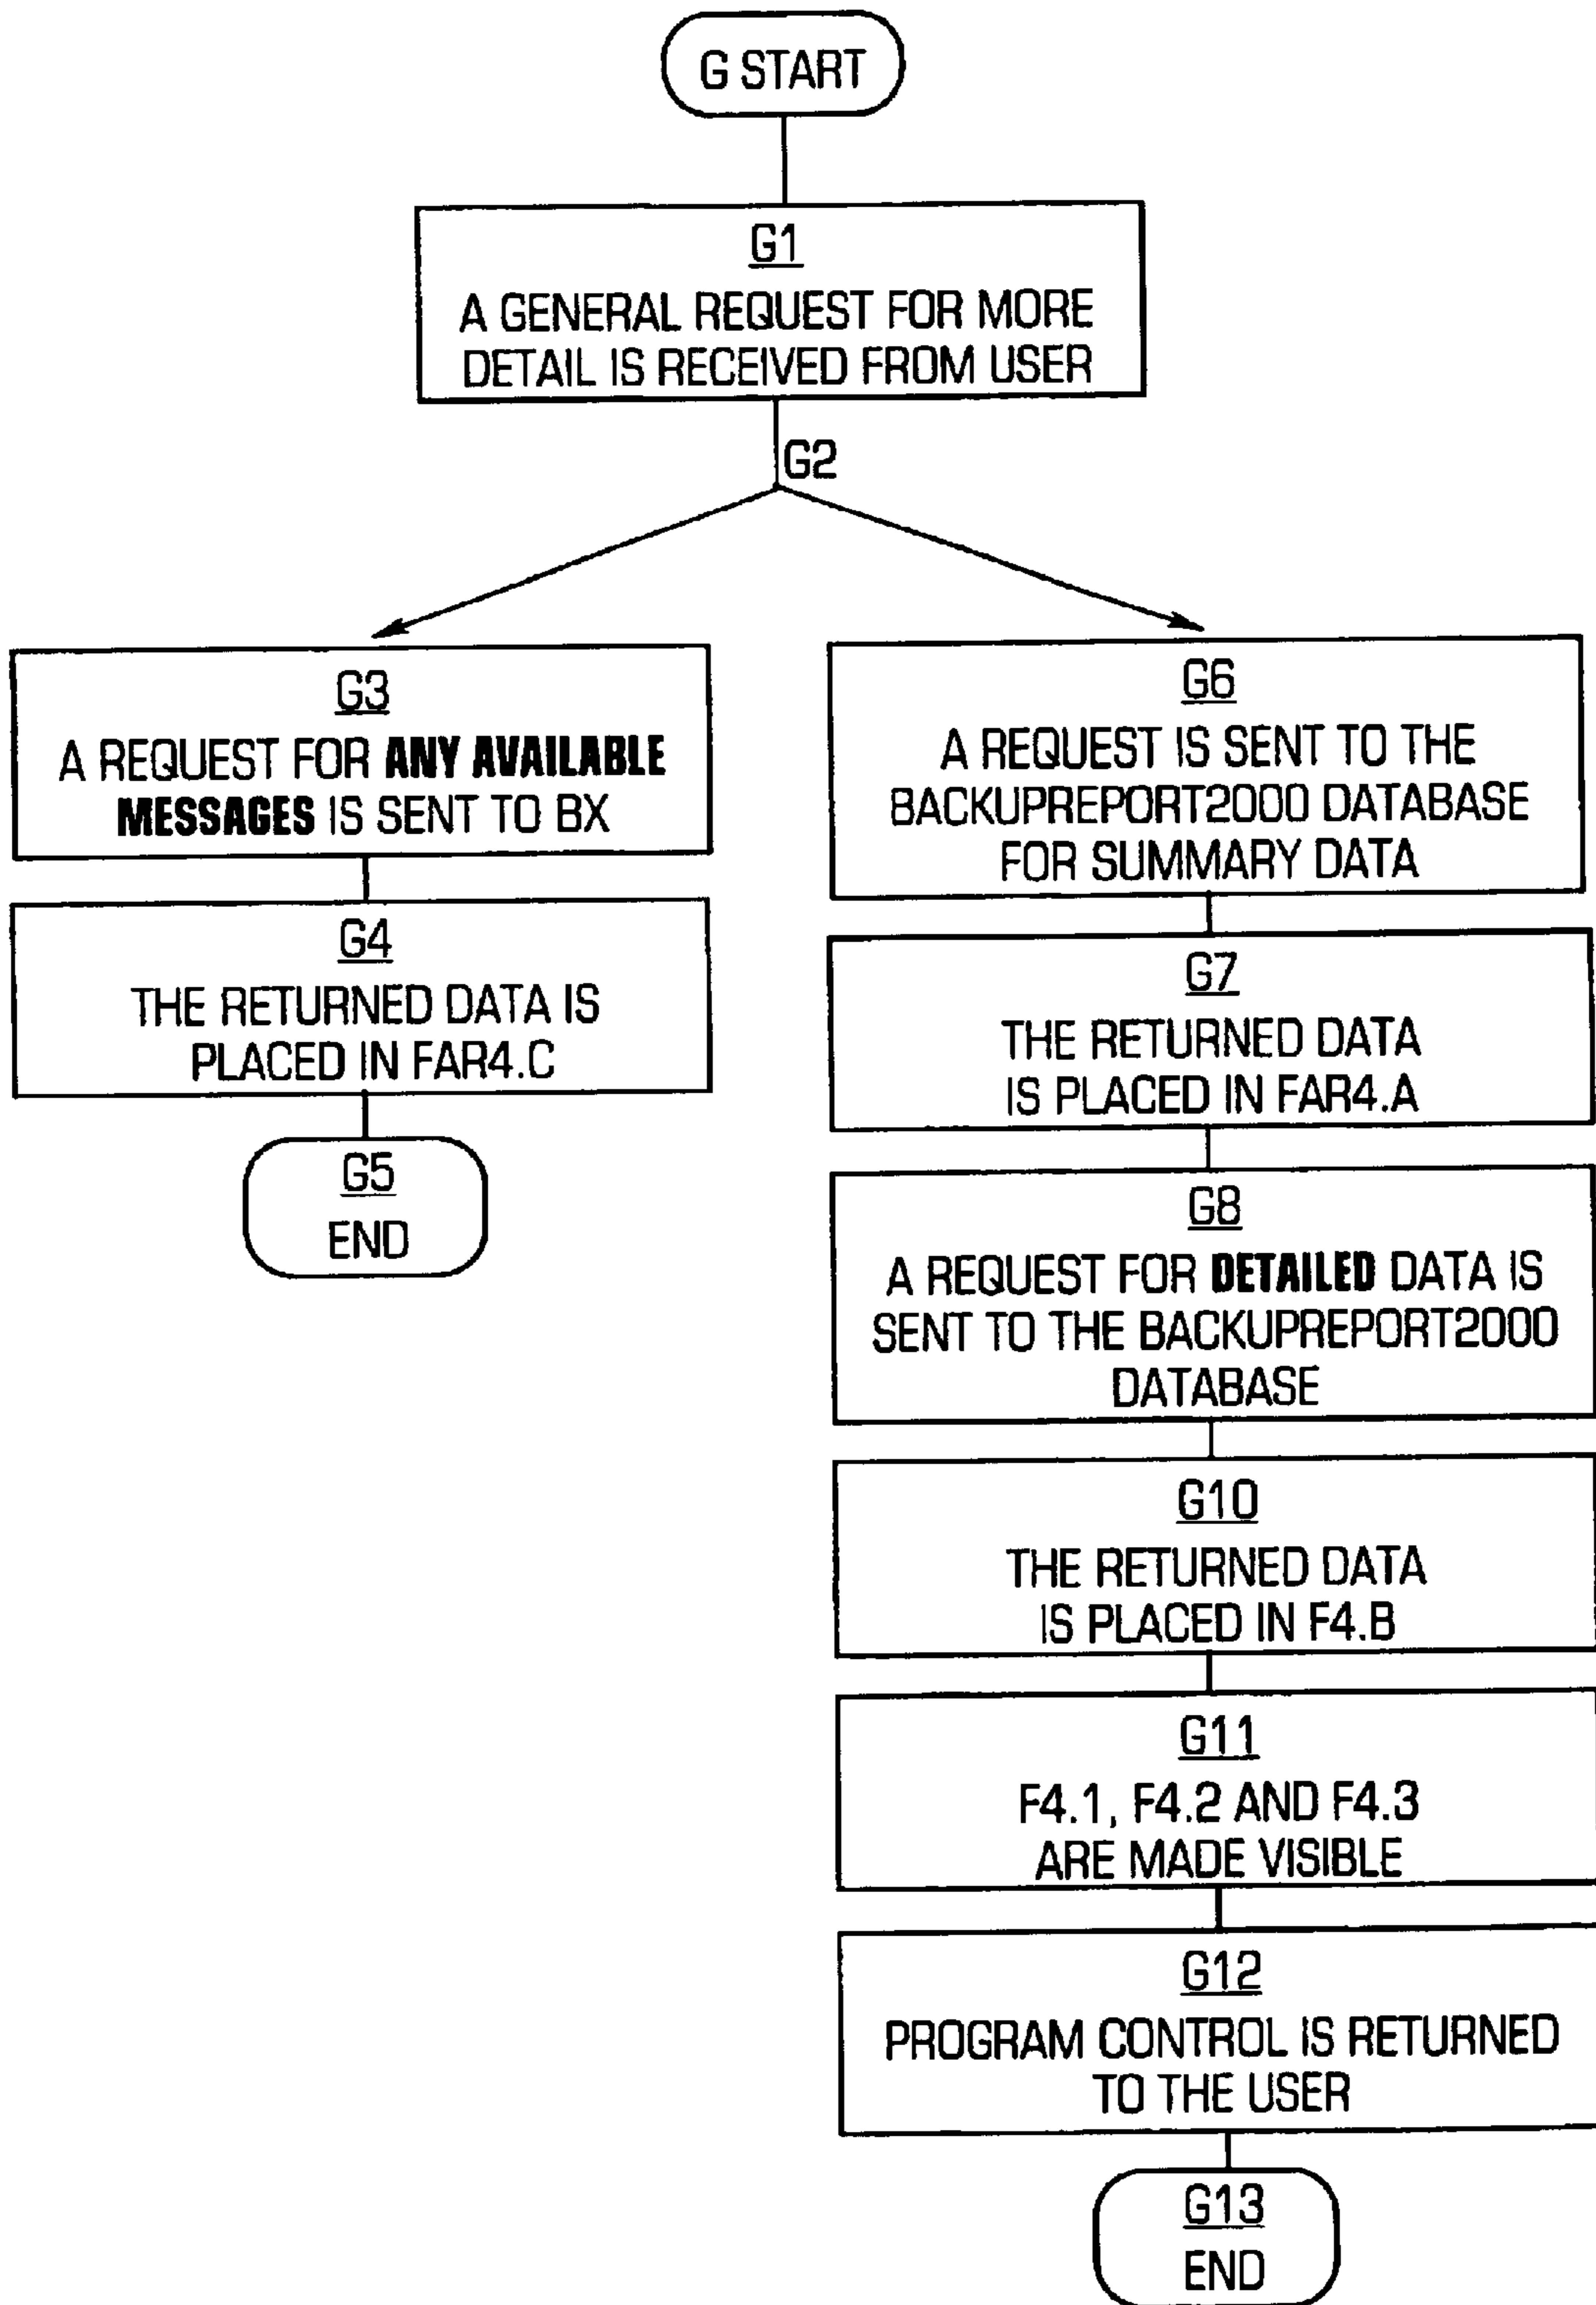 G START
G1
A GENERAL REQUEST FOR MORE
DETAIL IS RECEIVED FROM USER
G2
G3
A REQUEST FOR ANY AVAILABLE
MESSAGES IS SENT TO BX
G4
THE RETURNED DATA IS
PLACED IN FAR4.C
G5
END
G6
A REQUEST IS SENT TO THE
BACKUPREPORT2000 DATABASE
FOR SUMMARY DATA
G7
THE RETURNED DATA
IS PLACED IN FAR4.A
G8
A REQUEST FOR DETAILED DATA IS
SENT TO THE BACKUPREPORT2000
DATABASE
G10
THE RETURNED DATA
IS PLACED IN F4.B
G11
F4.1, F4.2 AND F4.3
ARE MADE VISIBLE
G12
PROGRAM CONTROL IS RETURNED
TO THE USER
G13
END